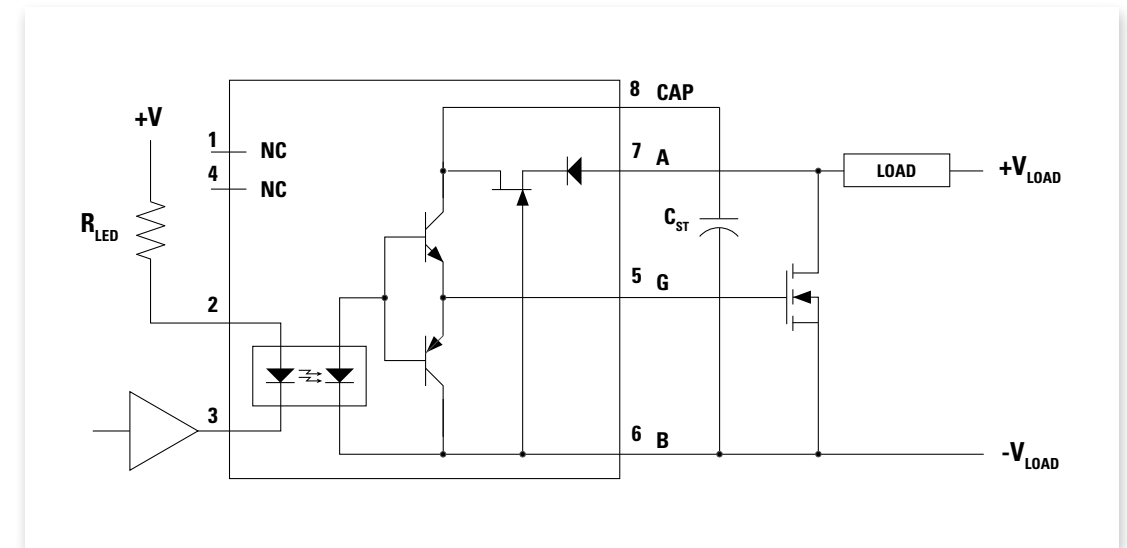 8 CAP
+V
1 NC
4 NC
7 A
LOAD
+VLOAD
RLED
CST
5 G
2
3
6 B
-VLOAD